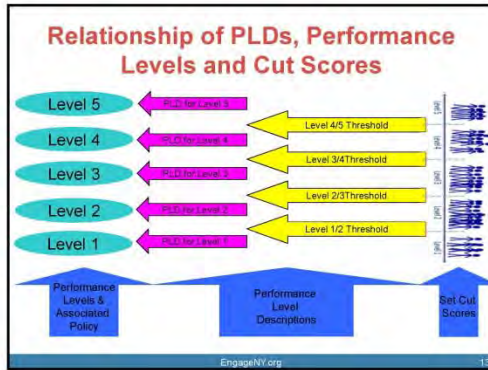 Relationship of PLDs, Performance
Levels and Cut Scores
Level 5
PLD for Level 5
Level 4/5 Threshold
Level 4
PLD for Level 4
Level 3/4Threshold
Level 3
PLD for Level 3
Level 2/3Threshold
Level 2
PLD for Level 2
Level 1/2 Threshold
Level 1
PLD for Level 1
Performance
Levels &
Associated
Policy
Performance
Level
Descriptions
Set Cut
Scores
EngageNY.org
13